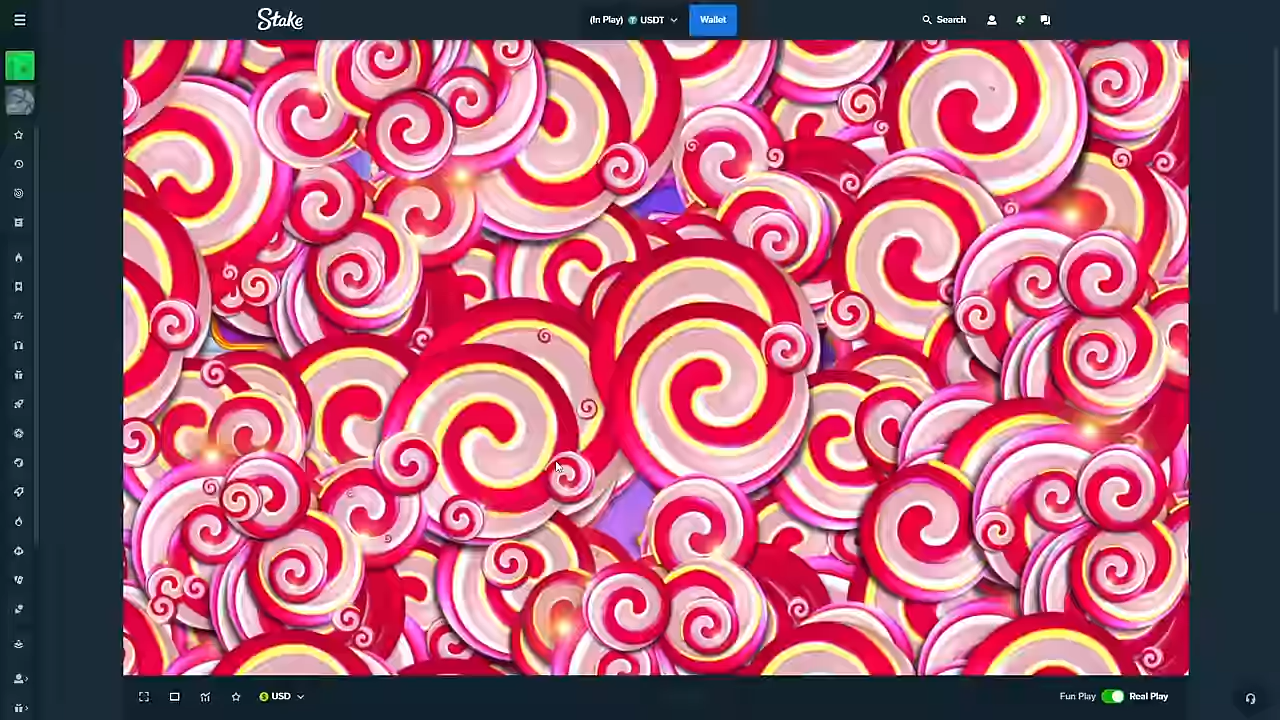 Stake
(In Play) USDT
Wallet
Search
USD
Fun Play
Real Play